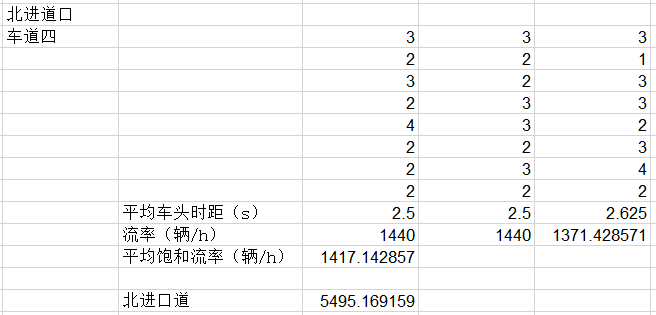 北进道口
车道四 3 3 3
2 2 1
3 2 3
2 3 3
4 3 2
2 2 3
2 3 4
2 2 2
平均车头时距（s） 2.5 2.5 2.625
流率（辆/h） 1440 1440 1371.428571
平均饱和流率（辆/h） 1417.142857
北进口道 5495.169159